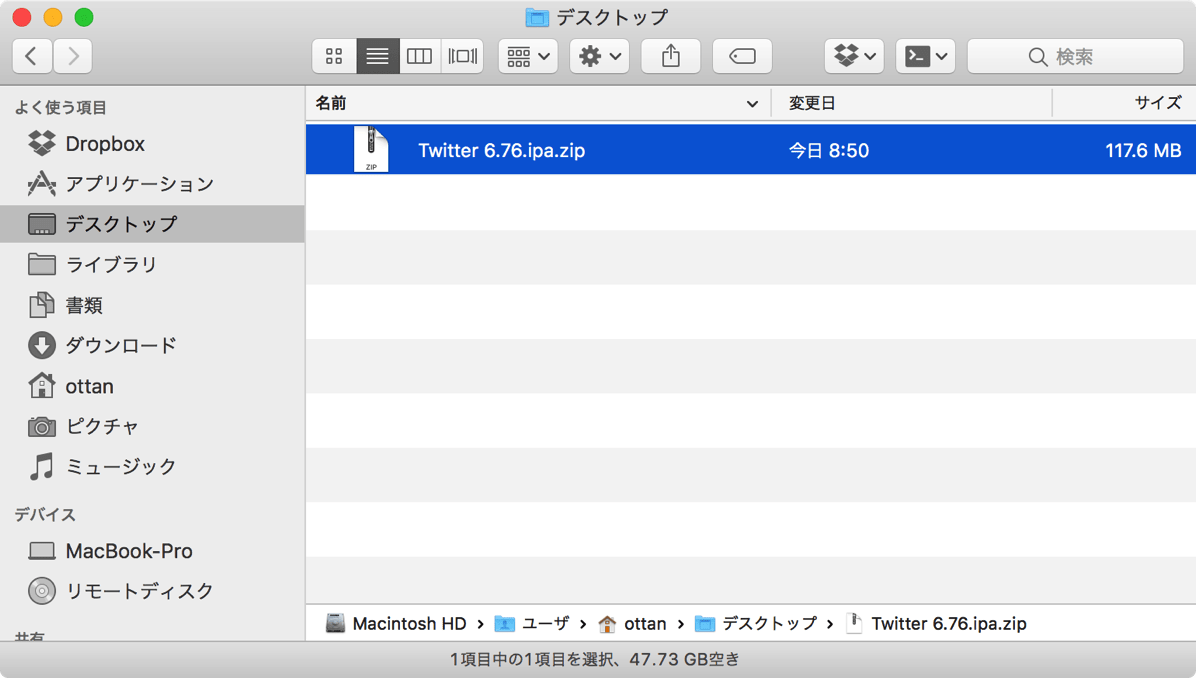 デスクトップ
検索
よく使う項目
Dropbox
アプリケーション
デスクトップ
ライブラリ
書類
ダウンロード
ottan
ピクチャ
ミュージック
デバイス
MacBook-Pro
リモートディスク
共有
名前 変更日 サイズ
ZIP Twitter 6.76.ipa.zip 今日 8:50 117.6 MB
Macintosh HD › ユーザ › ottan › デスクトップ › Twitter 6.76.ipa.zip
1項目中の1項目を選択、47.73 GB空き